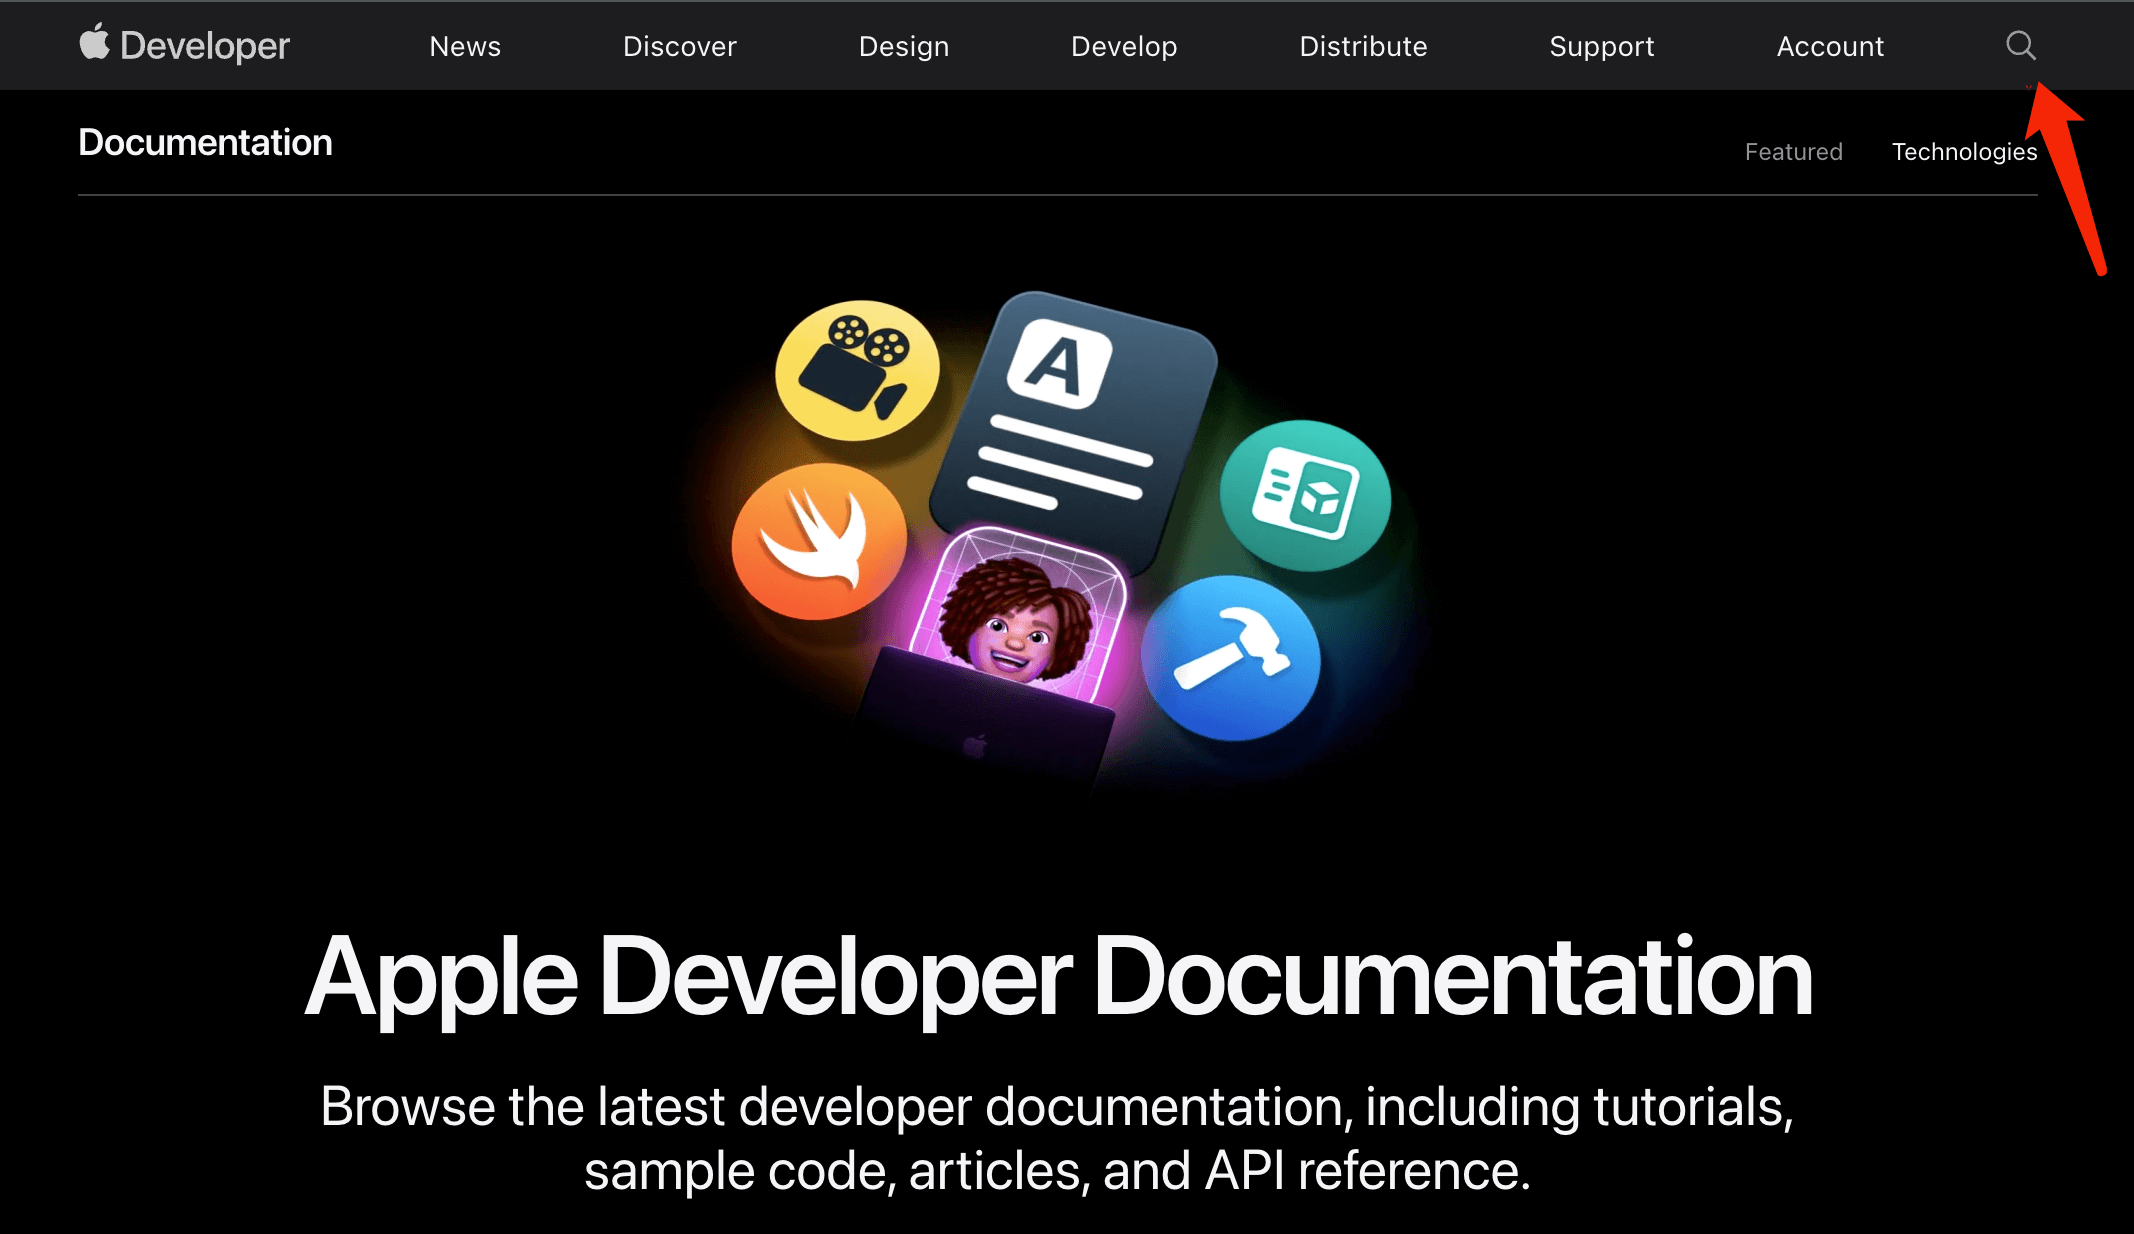 Developer
News
Discover
Design
Develop
Distribute
Support
Account
Documentation
Featured
Technologies
A
Apple Developer Documentation
Browse the latest developer documentation, including tutorials,
sample code, articles, and API reference.